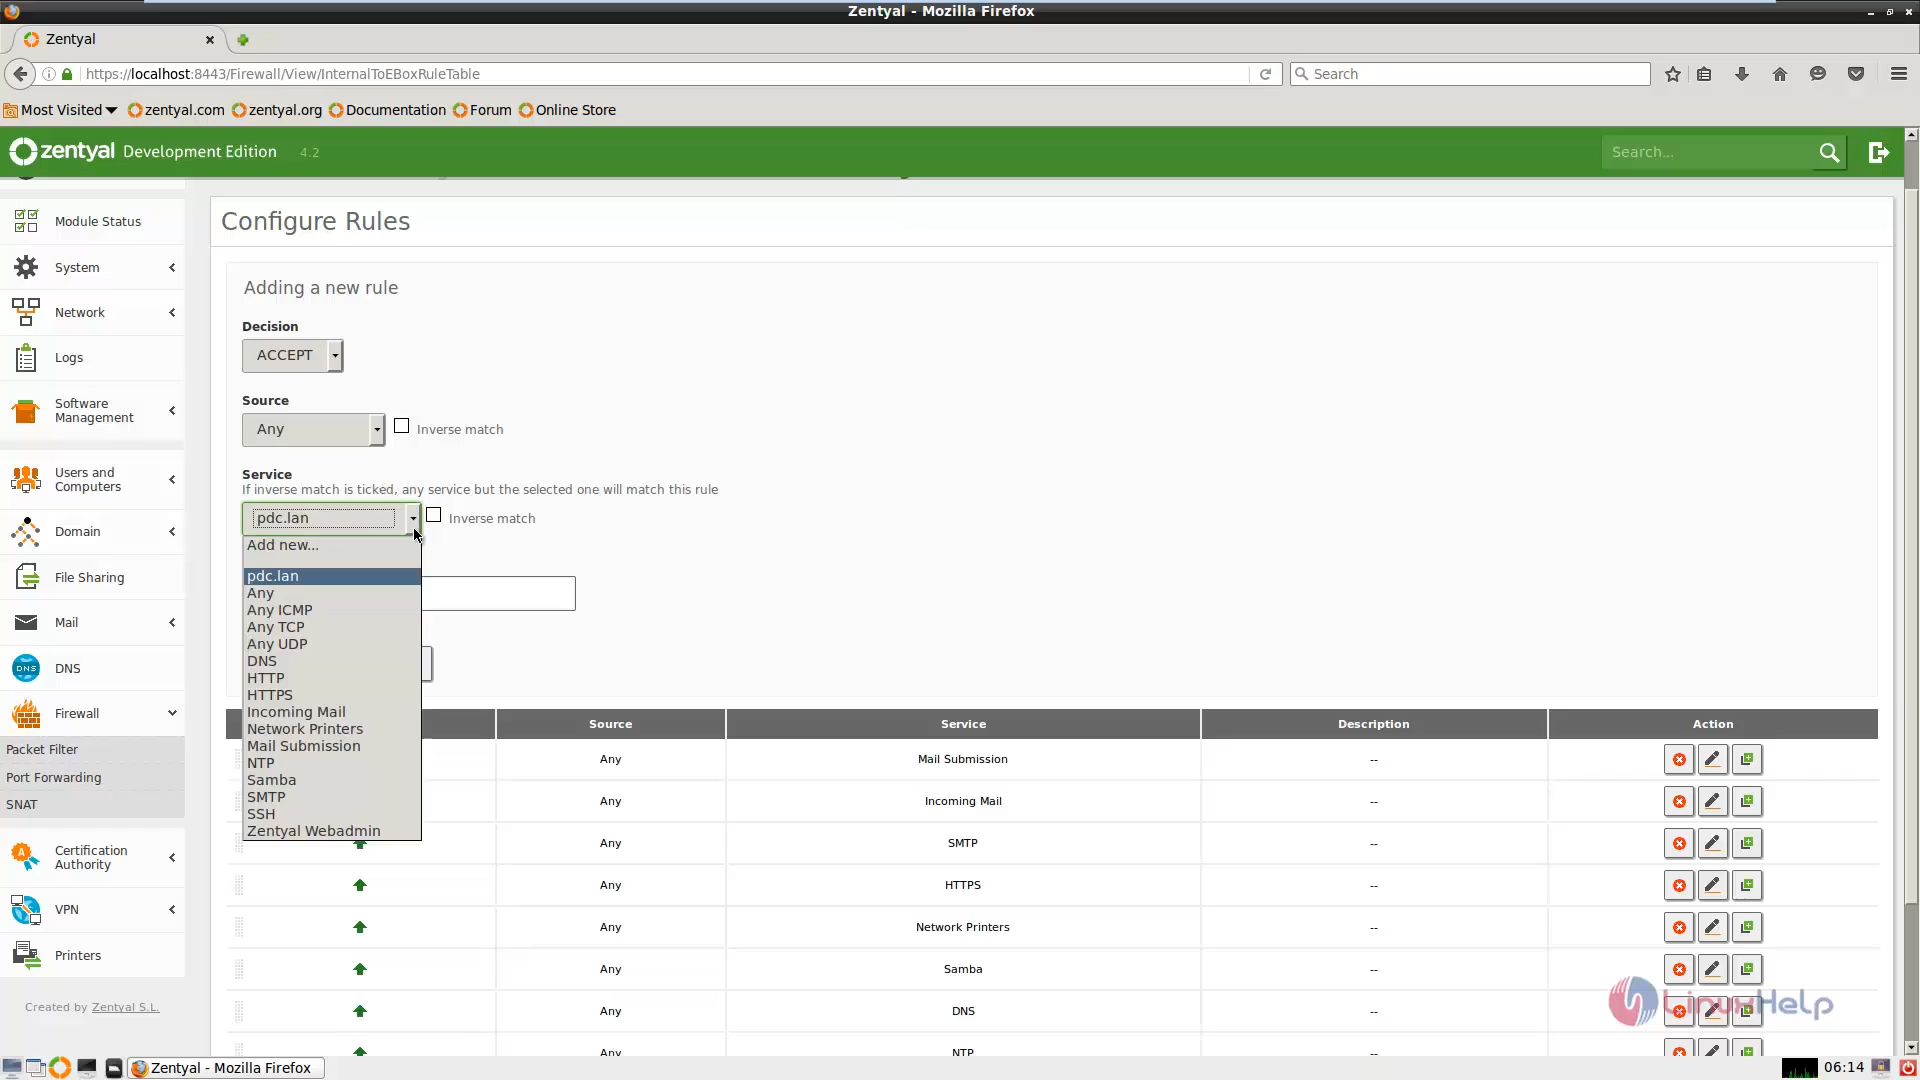 Zentyal - Mozilla Firefox
Zentyal
https://localhost:8443/Firewall/View/InternalToEBoxRuleTable
Search
Most Visited
zentyal.com
zentyal.org
Documentation
Forum
Online Store
zentyal Development Edition 4.2
Search...
Module Status
System
Network
Logs
Software
Management
Users and
Computers
Domain
File Sharing
Mail
DNS
DNS
Firewall
Packet Filter
Port Forwarding
SNAT
Certification
Authority
VPN
Printers
Created by Zentyal S.L.
Configure Rules
Adding a new rule
Decision
ACCEPT
Source
Any
Inverse match
Service
If inverse match is ticked, any service but the selected one will match this rule
pdc.lan
Inverse match
Add new...
pdc.lan
Any
Any ICMP
Any TCP
Any UDP
DNS
HTTP
HTTPS
Incoming Mail
Network Printers
Mail Submission
NTP
Samba
SMTP
SSH
Zentyal Webadmin
Source Service Description Action
Any Mail Submission --
Any Incoming Mail --
Any SMTP --
Any HTTPS --
Any Network Printers --
Any Samba --
Any DNS --
Any NTP --
LinuxHelp
Zentyal - Mozilla Firefox
06:14